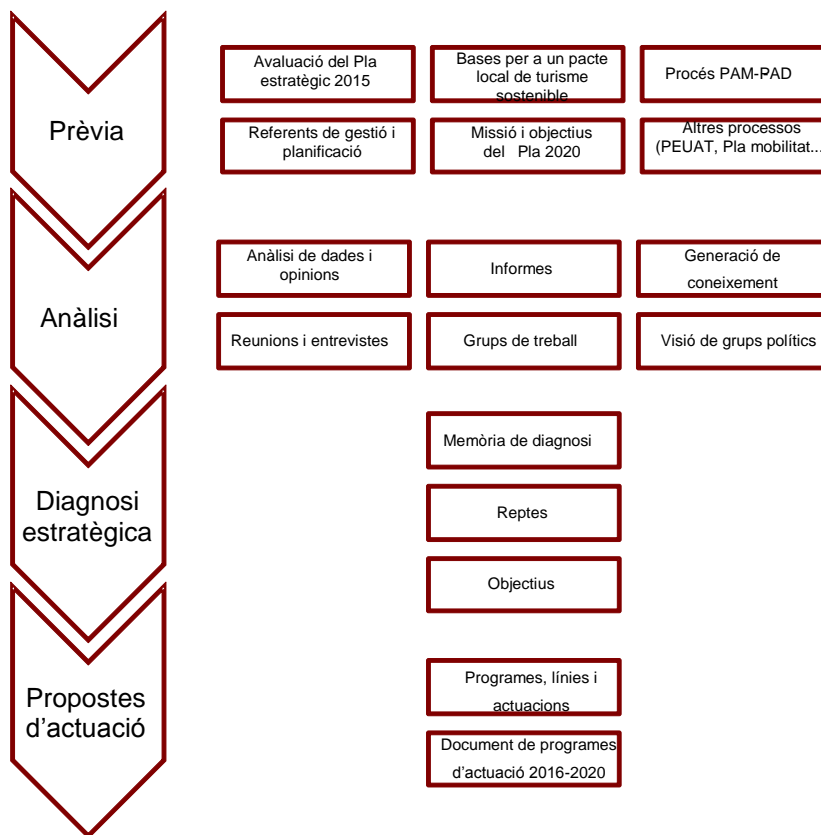 Prèvia
Avaluació del Pla
estratègic 2015
Bases per a un pacte
local de turisme
sostenible
Procés PAM-PAD
Referents de gestió i
planificació
Missió i objectius
del Pla 2020
Altres processos
(PEUAT, Pla mobilitat...
Anàlisi
Anàlisi de dades i
opinions
Informes
Generació de
coneixement
Reunions i entrevistes
Grups de treball
Visió de grups polítics
Diagnosi
estratègica
Memòria de diagnosi
Reptes
Objectius
Propostes
d’actuació
Programes, línies i
actuacions
Document de programes
d’actuació 2016-2020